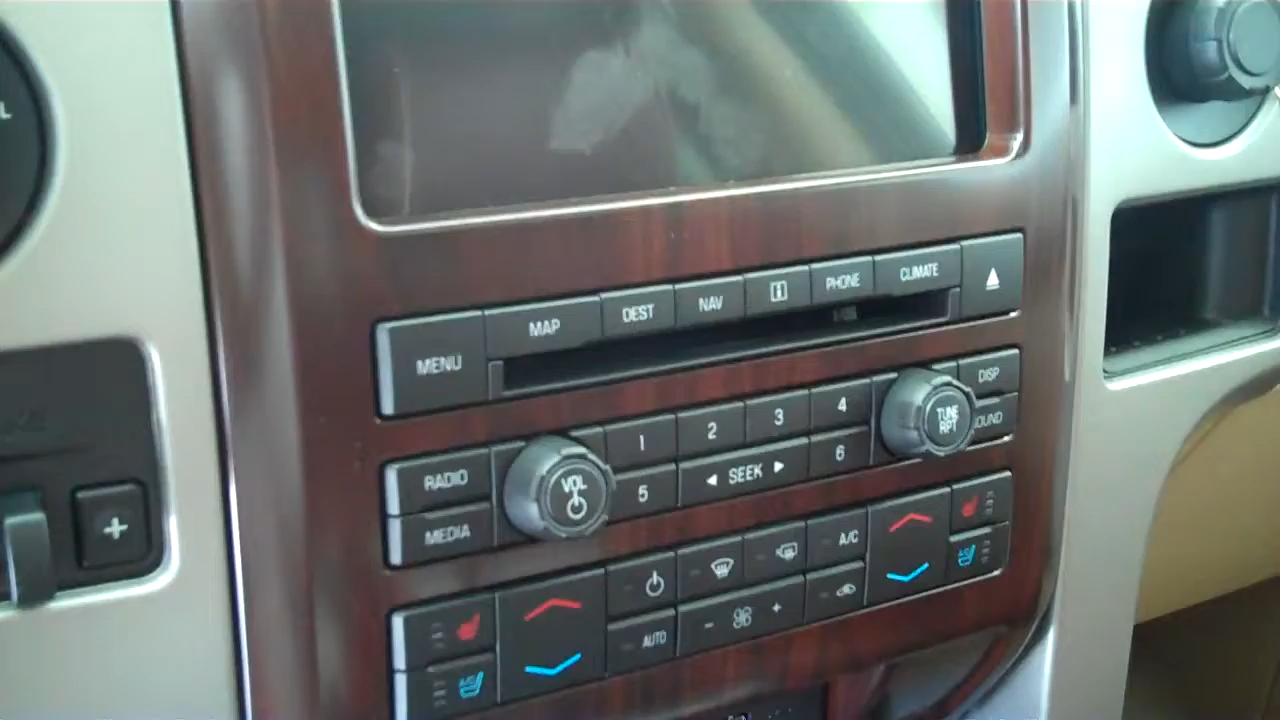 MENU
MAP
DEST
NAV
i
PHONE
CLIMATE
RADIO
MEDIA
VOL
1
2
3
4
5
SEEK
6
TUNE
RPT
DISP
OUND
A/C
AUTO
- +
A/C
A/C
+
L